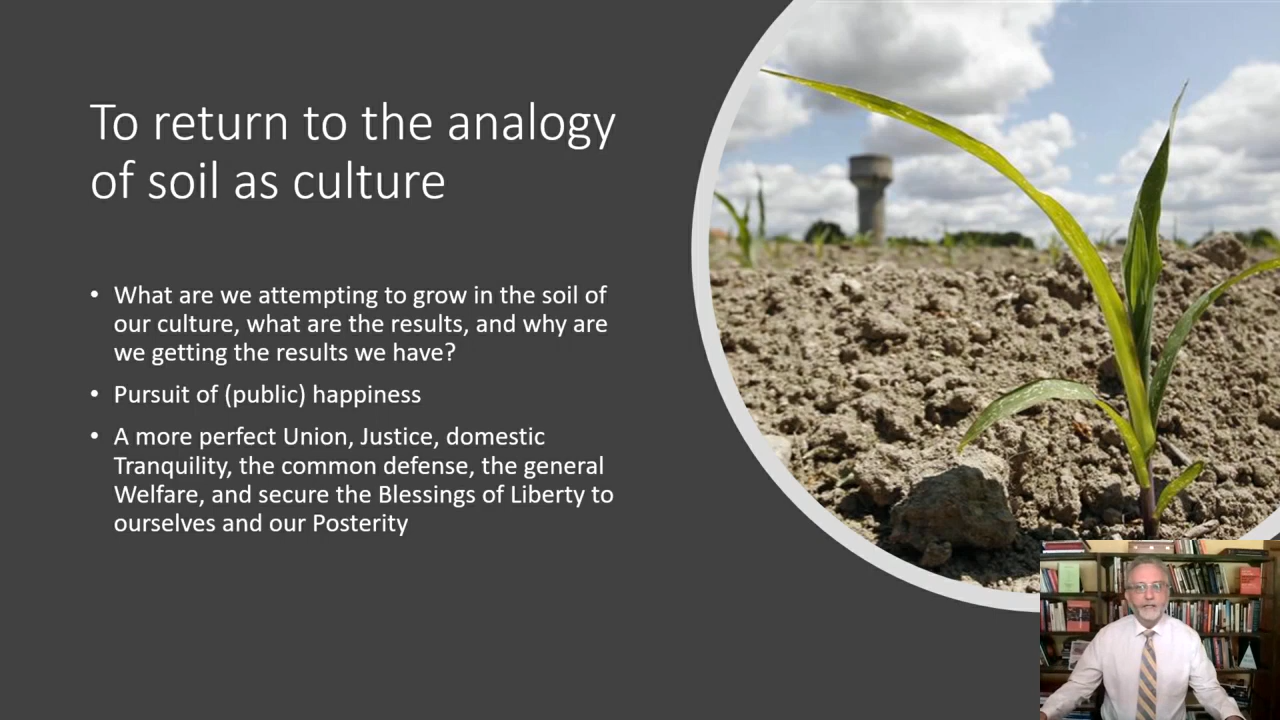 To return to the analogy
of soil as culture
• What are we attempting to grow in the soil of
our culture, what are the results, and why are
we getting the results we have?
• Pursuit of (public) happiness
• A more perfect Union, Justice, domestic
Tranquility, the common defense, the general
Welfare, and secure the Blessings of Liberty to
ourselves and our Posterity